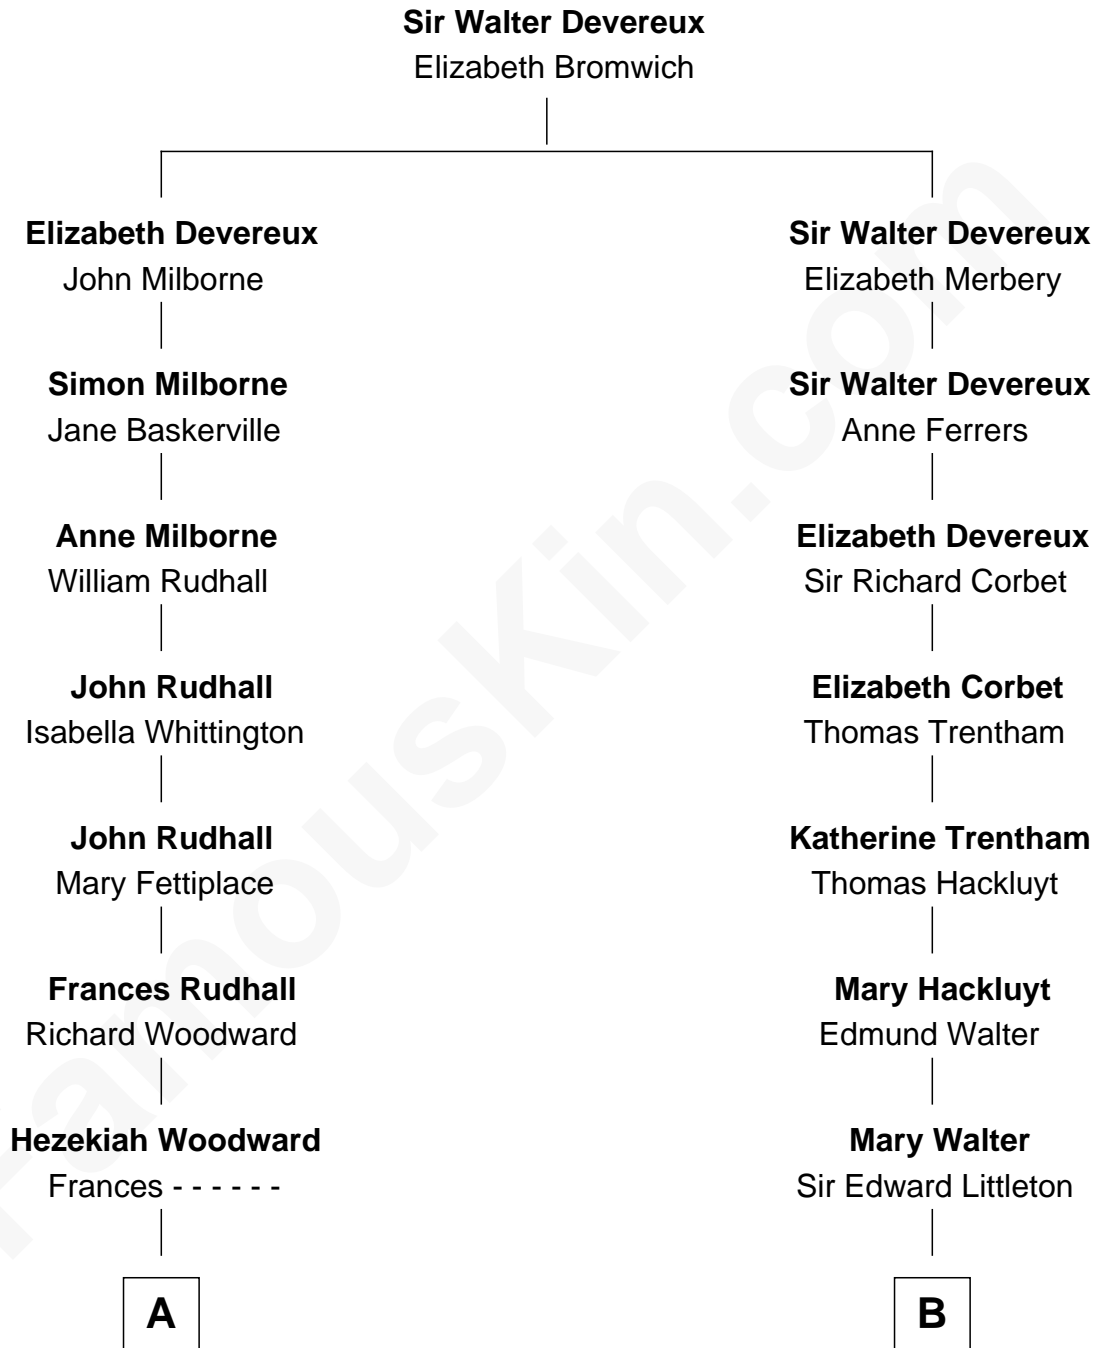 Sir Walter Devereux
Elizabeth Bromwich
Elizabeth Devereux
John Milborne
Sir Walter Devereux
Elizabeth Merbery
Simon Milborne
Jane Baskerville
Sir Walter Devereux
Anne Ferrers
Anne Milborne
William Rudhall
Elizabeth Devereux
Sir Richard Corbet
John Rudhall
Isabella Whittington
Elizabeth Corbet
Thomas Trentham
John Rudhall
Mary Fettiplace
Katherine Trentham
Thomas Hackluyt
Frances Rudhall
Richard Woodward
Mary Hackluyt
Edmund Walter
Hezekiah Woodward
Frances - - - - - -
Mary Walter
Sir Edward Littleton
A
B
FamousKin.com